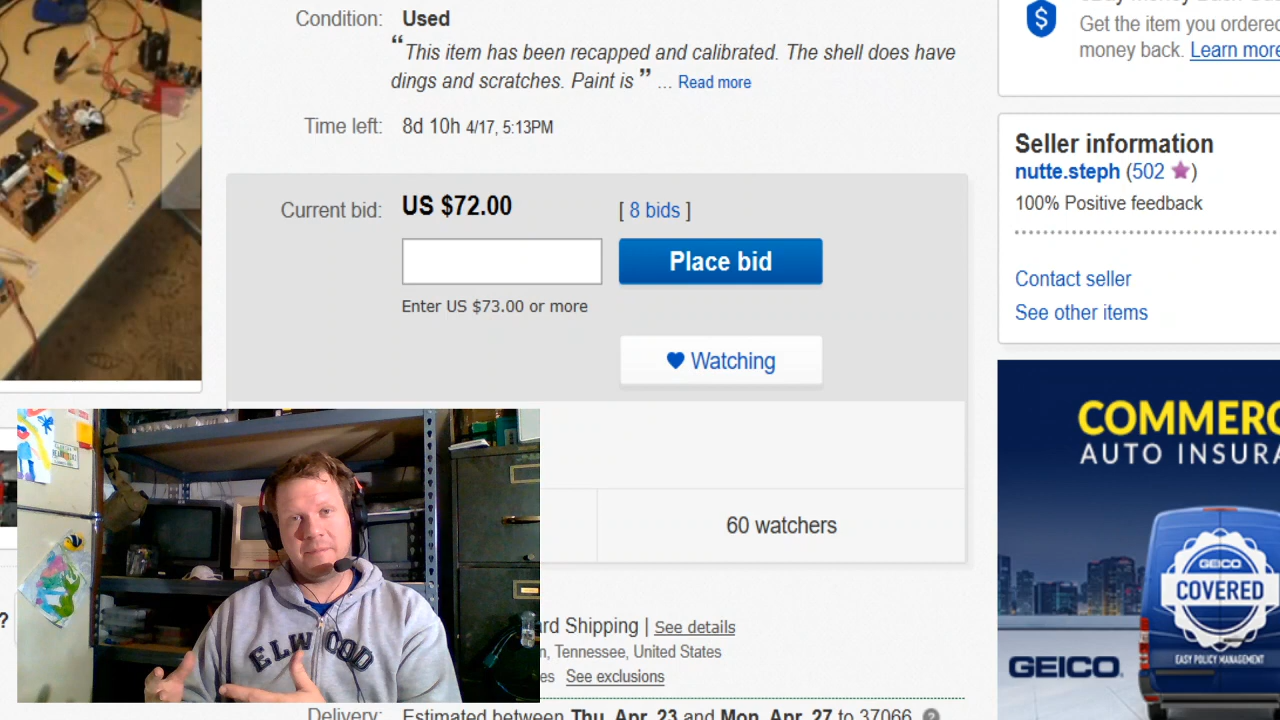 Condition: Used
“This item has been recapped and calibrated. The shell does have
dings and scratches. Paint is ” ... Read more
Time left: 8d 10h 4/17, 5:13PM
Current bid: US $72.00 [ 8 bids ]
Place bid
Enter US $73.00 or more
Watching
60 watchers
Shipping | See details
Tennessee, United States
See exclusions
Delivery: Estimated between Thu. Apr. 23 and Mon. Apr. 27 to 37066
Get the item you ordered
money back. Learn more
Seller information
nutte.steph (502 ★)
100% Positive feedback
Contact seller
See other items
AUTO
GEICO
COVERED
EASY POLICY MANAGEMENT
GEICO
ELWOOD
?